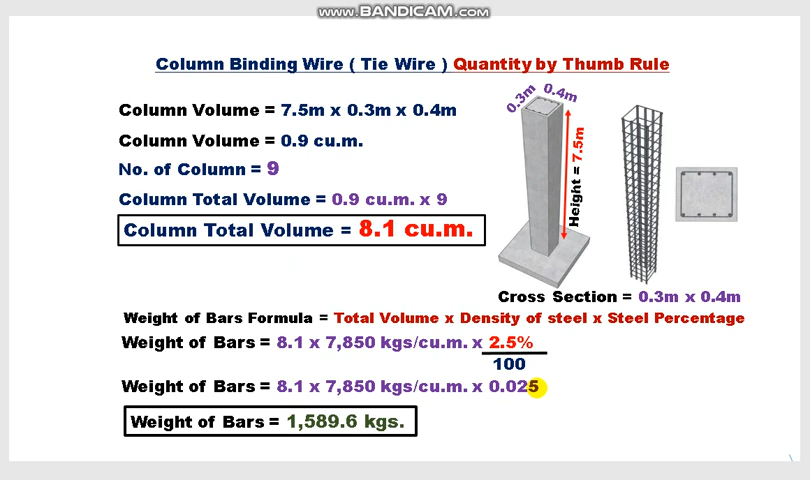 www.BANDICAM.com
Column Binding Wire ( Tie Wire ) Quantity by Thumb Rule
Column Volume = 7.5m x 0.3m x 0.4m
Column Volume = 0.9 cu.m.
No. of Column = 9
Column Total Volume = 0.9 cu.m. x 9
Column Total Volume = 8.1 cu.m.
0.3m
0.4m
Height = 7.5m
Cross Section = 0.3m x 0.4m
Weight of Bars Formula = Total Volume x Density of steel x Steel Percentage
Weight of Bars = 8.1 x 7,850 kgs/cu.m. x 2.5%
100
Weight of Bars = 8.1 x 7,850 kgs/cu.m. x 0.025
Weight of Bars = 1,589.6 kgs.